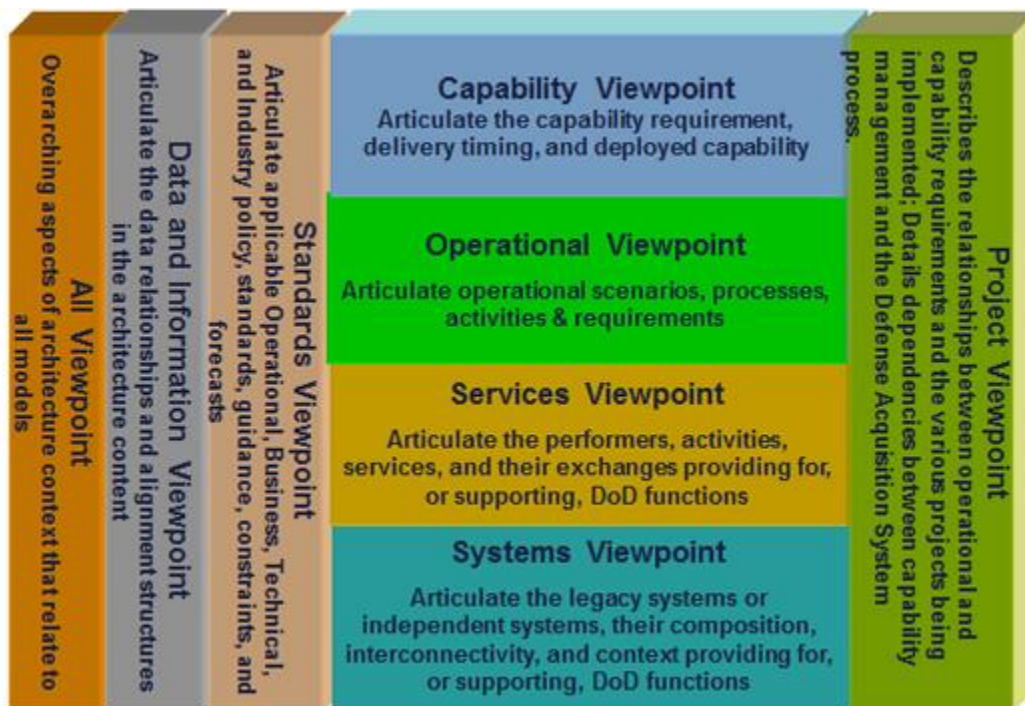 All Viewpoint
Overarching aspects of architecture context that relate to
all models
Data and Information Viewpoint
Articulate the data relationships and alignment structures
in the architecture content
Standards Viewpoint
Articulate applicable Operational, Business, Technical,
and Industry policy, standards, guidance, constraints, and
forecasts
Capability Viewpoint
Articulate the capability requirement,
delivery timing, and deployed capability
Operational Viewpoint
Articulate operational scenarios, processes,
activities & requirements
Services Viewpoint
Articulate the performers, activities,
services, and their exchanges providing for,
or supporting, DoD functions
Systems Viewpoint
Articulate the legacy systems or
independent systems, their composition,
interconnectivity, and context providing for,
or supporting, DoD functions
Project Viewpoint
Describes the relationships between operational and
capability requirements and the various projects being
implemented; Details dependencies between capability
management and the Defense Acquisition System
process.